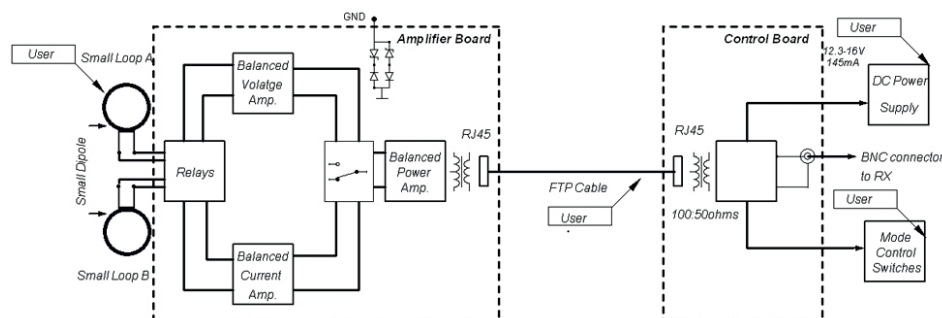 GND
Amplifier Board
Control Board
User
Small Loop A
Balanced
Volatge Amp.
User
12.3-16V
145mA
DC Power
Supply
Small Dipole
Relays
Balanced
Power
Amp.
RJ45
RJ45
FTP Cable
User
100:50ohms
BNC connector
to RX
User
Small Loop B
Balanced
Current
Amp.
Mode
Control
Switches